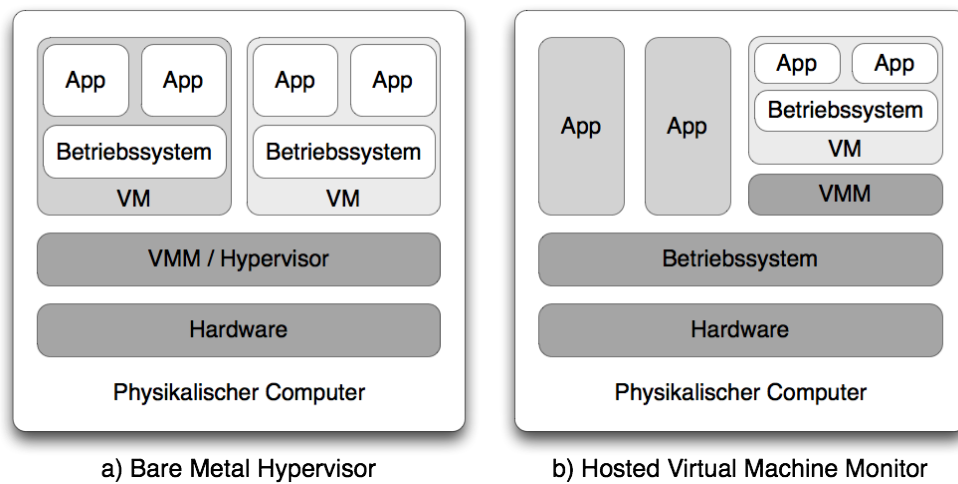 App App
Betriebssystem
VM
App App
Betriebssystem
VM
VMM / Hypervisor
Hardware
Physikalischer Computer
a) Bare Metal Hypervisor
App
App
App App
Betriebssystem
VM
VMM
Betriebssystem
Hardware
Physikalischer Computer
b) Hosted Virtual Machine Monitor